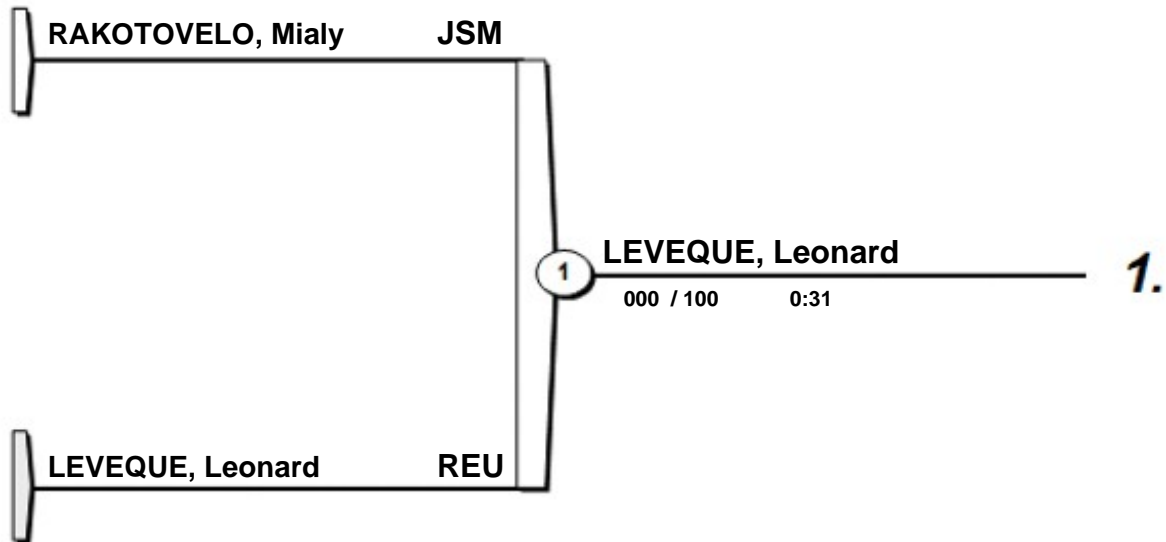 RAKOTOVELO, Mialy JSM
LEVEQUE, Leonard
1 1.
000 / 100 0:31
LEVEQUE, Leonard REU